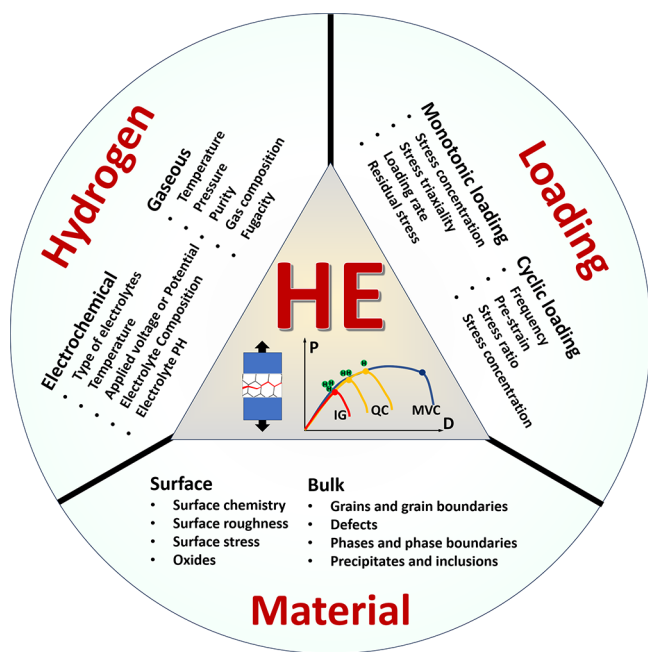 Hydrogen
Gaseous
• Temperature
• Pressure
• Purity
• Gas composition
• Fugacity
Electrochemical
• Type of electrolytes
• Temperature
• Applied voltage or Potential
• Electrolyte Composition
• Electrolyte PH
Loading
Monotonic loading
• Stress concentration
• Stress triaxiality
• Loading rate
• Residual stress
Cyclic loading
• Frequency
• Pre-strain
• Stress ratio
• Stress concentration
HE
P
H H H
H H
H
IG
QC
MVC
D
Surface
• Surface chemistry
• Surface roughness
• Surface stress
• Oxides
Bulk
• Grains and grain boundaries
• Defects
• Phases and phase boundaries
• Precipitates and inclusions
Material